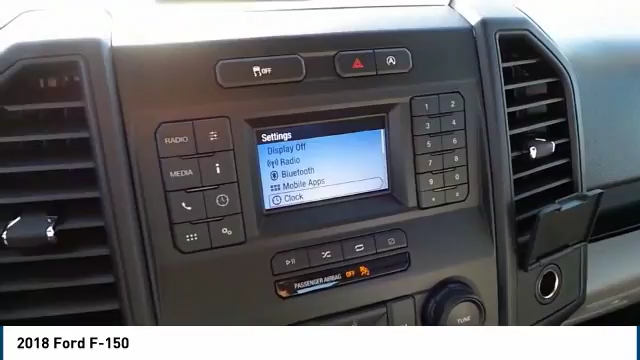 OFF
1 2
RADIO
Settings
3 4
Display Off
5 6
Radio
MEDIA
i
7 8
Bluetooth
9 0
Mobile Apps
Clock
PASSENGER AIRBAG OFF
TUNE
2018 Ford F-150